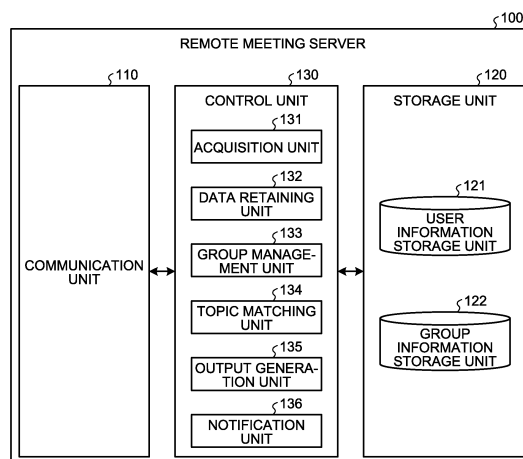 100
REMOTE MEETING SERVER
110
COMMUNICATION
UNIT
130
CONTROL UNIT
131
ACQUISITION UNIT
132
DATA RETAINING
UNIT
133
GROUP MANAGE-
MENT UNIT
134
TOPIC MATCHING
UNIT
135
OUTPUT GENERA-
TION UNIT
136
NOTIFICATION
UNIT
120
STORAGE UNIT
121
USER
INFORMATION
STORAGE UNIT
122
GROUP
INFORMATION
STORAGE UNIT